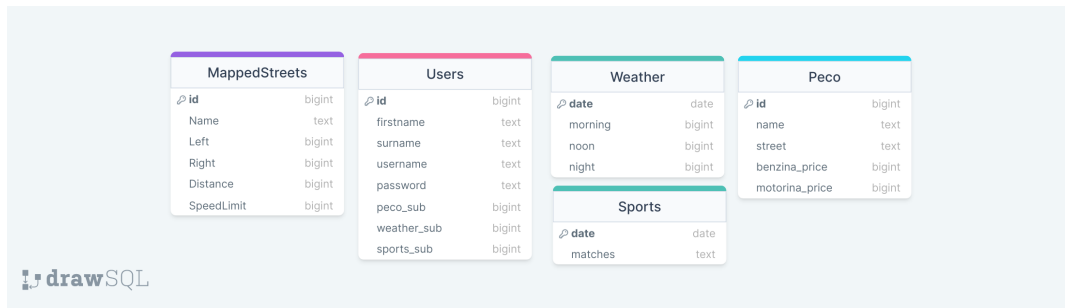 MappedStreets
id bigint
Name text
Left bigint
Right bigint
Distance bigint
SpeedLimit bigint
Users
id bigint
firstname text
surname text
username text
password text
peco_sub bigint
weather_sub bigint
sports_sub bigint
Weather
date date
morning bigint
noon bigint
night bigint
Sports
date date
matches text
Peco
id bigint
name text
street text
benzina_price bigint
motorina_price bigint
drawSQL